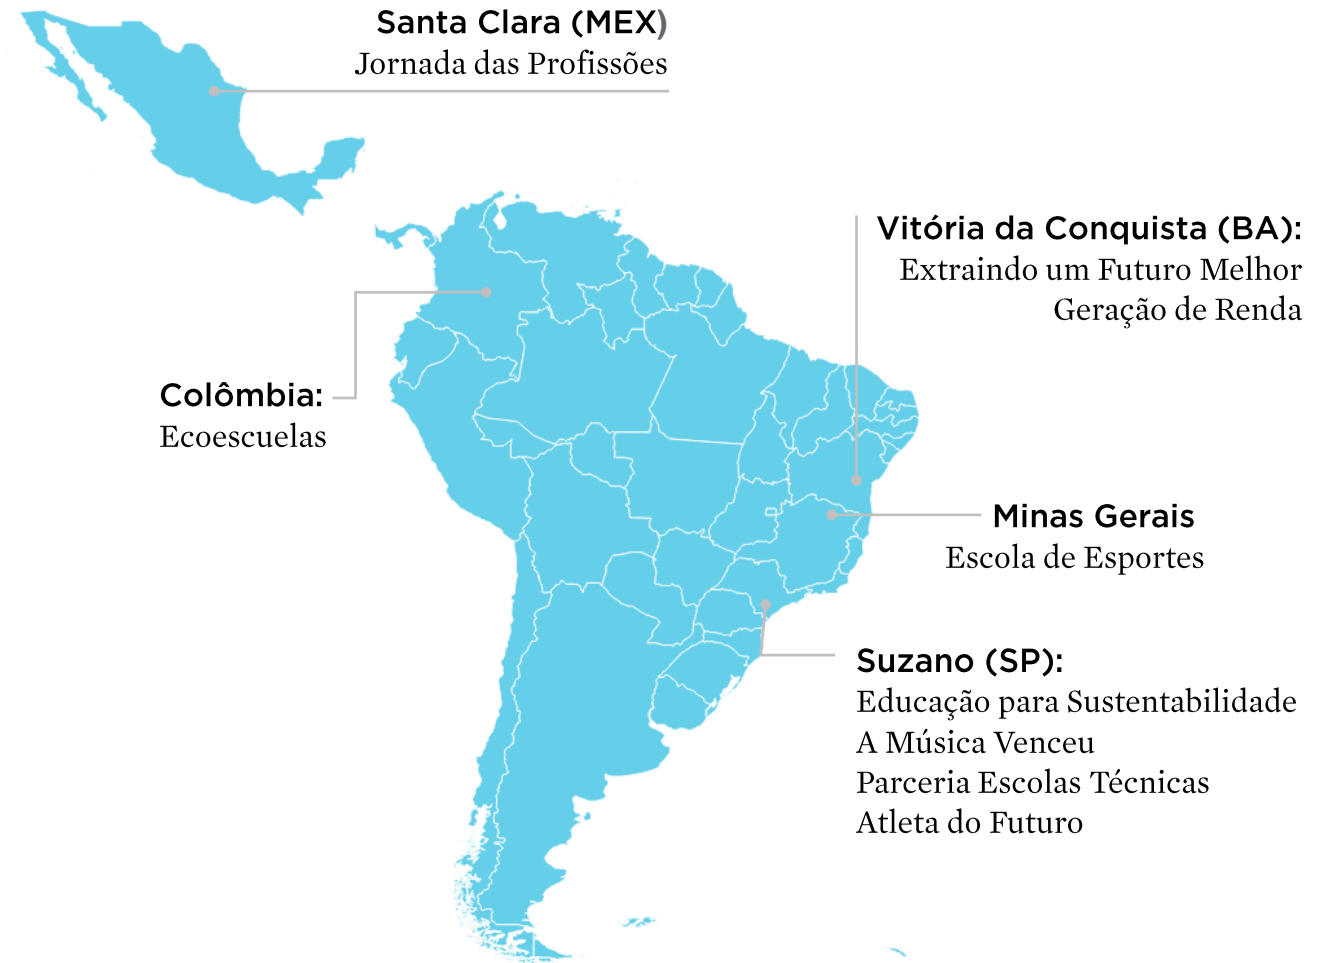 Santa Clara (MEX)
Jornada das Profissões
Vitória da Conquista (BA):
Extraindo um Futuro Melhor
Geração de Renda
Colômbia:
Ecoescuelas
Minas Gerais
Escola de Esportes
Suzano (SP):
Educação para Sustentabilidade
A Música Venceu
Parceria Escolas Técnicas
Atleta do Futuro